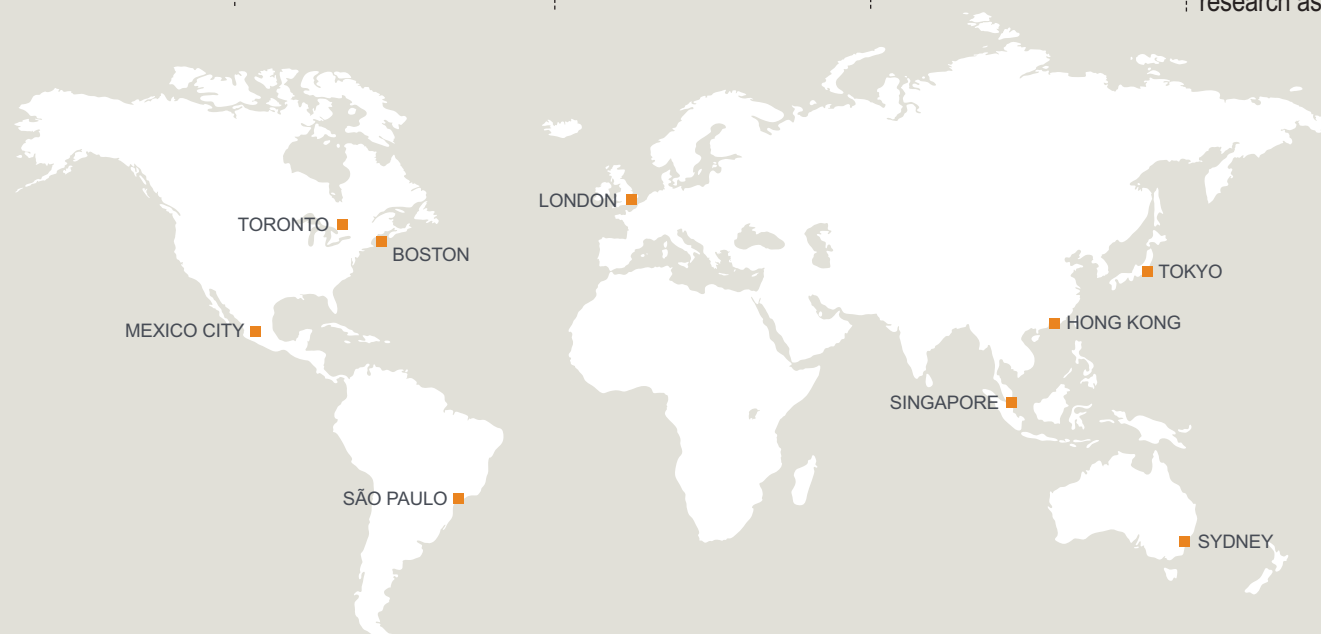 research as
LONDON
TORONTO
BOSTON
TOKYO
HONG KONG
MEXICO CITY
SINGAPORE
SÃO PAULO
SYDNEY